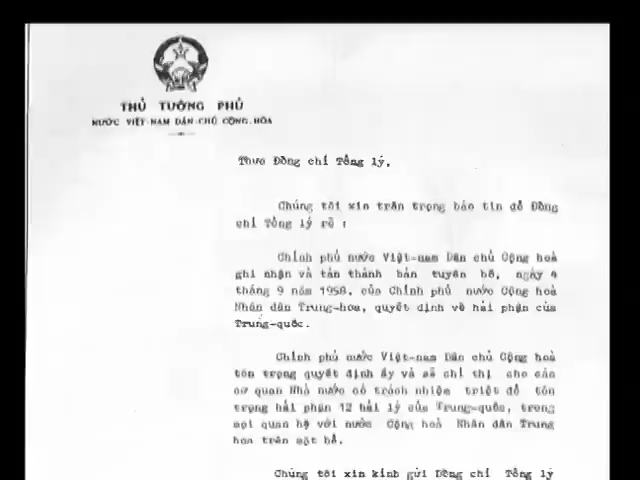 THỦ TƯỚNG PHỦ
NƯỚC VIỆT-NAM DÂN CHỦ CỘNG HÒA
Thưa Đồng chí Tổng lý,
Chúng tôi xin trân trọng báo tin để Đồng
chí Tổng lý rõ :
Chính phủ nước Việt-nam Dân chủ Cộng hoà
ghi nhận và tán thành bản tuyên bố, ngày 4
tháng 9 năm 1958, của Chính phủ nước Cộng hoà
Nhân dân Trung-hoa, quyết định về hải phận của
Trung-quốc.
Chính phủ nước Việt-nam Dân chủ Cộng hoà
tôn trọng quyết định ấy và sẽ chỉ thị cho các
cơ quan Nhà nước có trách nhiệm triệt để tôn
trọng hải phận 12 hải lý của Trung-quốc, trong
mọi quan hệ với nước Cộng hoà Nhân dân Trung
hoa trên mặt bể.
Chúng tôi xin kính gửi Đồng chí Tổng lý